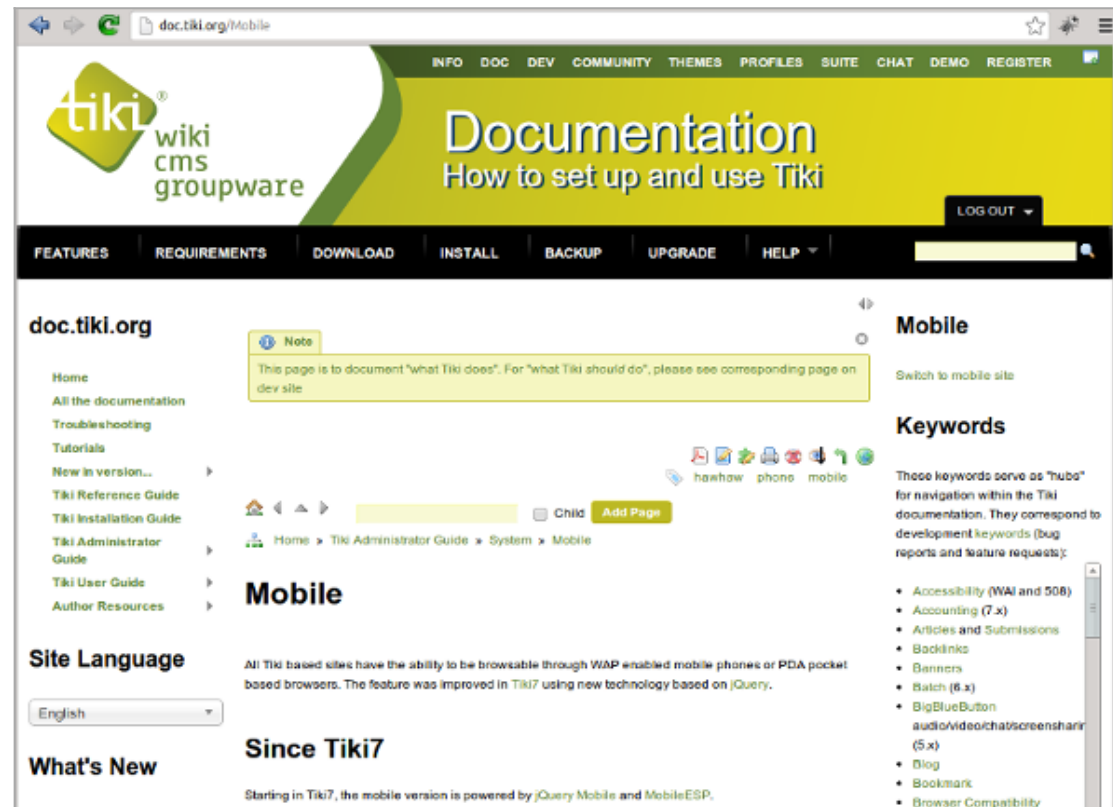 doc.tiki.org/Mobile
INFO DOC DEV COMMUNITY THEMES PROFILES SUITE CHAT DEMO REGISTER
tiki®
wiki
cms
groupware
Documentation
How to set up and use Tiki
LOG OUT
FEATURES REQUIREMENTS DOWNLOAD INSTALL BACKUP UPGRADE HELP
doc.tiki.org
Home
All the documentation
Troubleshooting
Tutorials
New in version...
Tiki Reference Guide
Tiki Installation Guide
Tiki Administrator
Guide
Tiki User Guide
Author Resources
Site Language
English
What's New
Note
This page is to document "what Tiki does". For "what Tiki should do", please see corresponding page on
dev site
hawhaw phone mobile
Child Add Page
Home » Tiki Administrator Guide » System » Mobile
Mobile
All Tiki based sites have the ability to be browsable through WAP enabled mobile phones or PDA pocket
based browsers. The feature was improved in Tiki7 using new technology based on jQuery.
Since Tiki7
Starting in Tiki7, the mobile version is powered by jQuery Mobile and MobileESP.
Mobile
Switch to mobile site
Keywords
These keywords serve as "hubs"
for navigation within the Tiki
documentation. They correspond to
development keywords (bug
reports and feature requests):
• Accessibility (WAI and 508)
• Accounting (7.x)
• Articles and Submissions
• Backlinks
• Banners
• Batch (6.x)
• BigBlueButton
audio/video/chat/screensharin
(5.x)
• Blog
• Bookmark
• Browser Compatibility